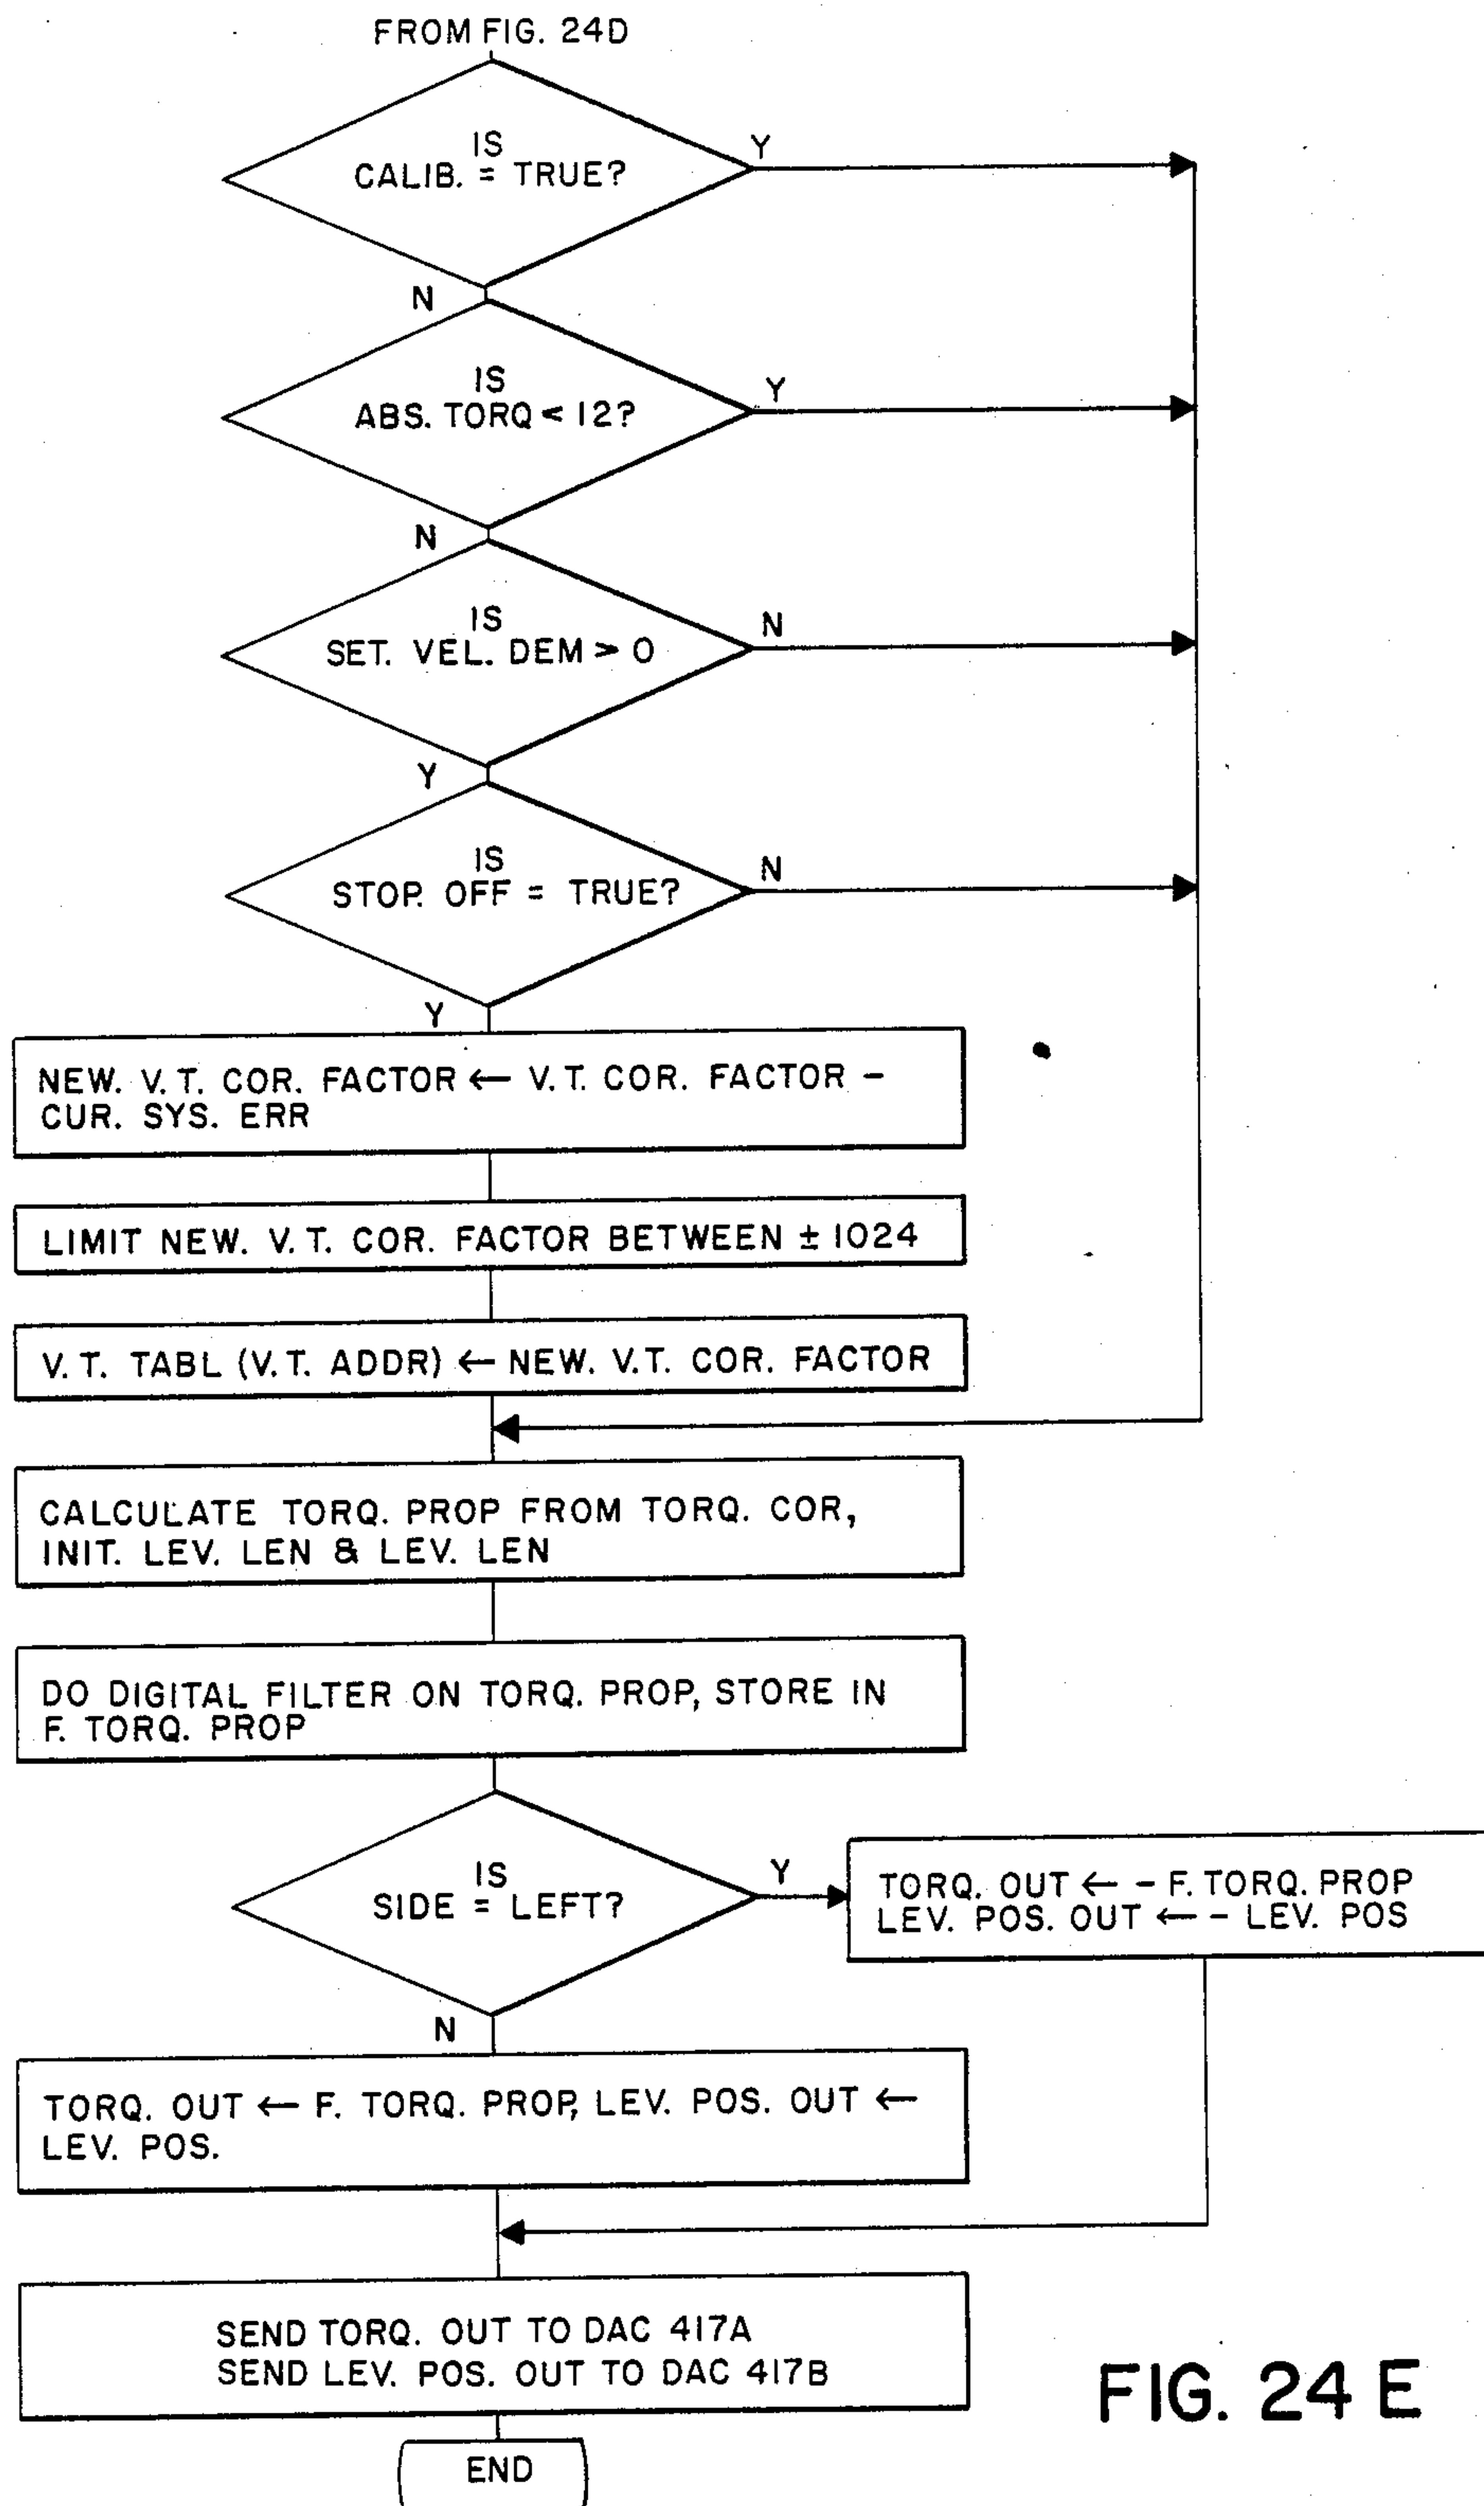 FROM FIG. 24D
IS
CALIB. = TRUE?
Y
N
IS
ABS. TORQ < 12?
Y
N
IS
SET. VEL. DEM > 0
N
Y
IS
STOP. OFF = TRUE?
N
Y
NEW. V.T. COR. FACTOR ← V.T. COR. FACTOR –
CUR. SYS. ERR
LIMIT NEW. V.T. COR. FACTOR BETWEEN ± 1024
V.T. TABL (V.T. ADDR) ← NEW. V.T. COR. FACTOR
CALCULATE TORQ. PROP FROM TORQ. COR,
INIT. LEV. LEN & LEV. LEN
DO DIGITAL FILTER ON TORQ. PROP, STORE IN
F. TORQ. PROP
IS
SIDE = LEFT?
Y
TORQ. OUT ← – F. TORQ. PROP
LEV. POS. OUT ← – LEV. POS
N
TORQ. OUT ← F. TORQ. PROP, LEV. POS. OUT ←
LEV. POS.
SEND TORQ. OUT TO DAC 417A
SEND LEV. POS. OUT TO DAC 417B
END
FIG. 24 E